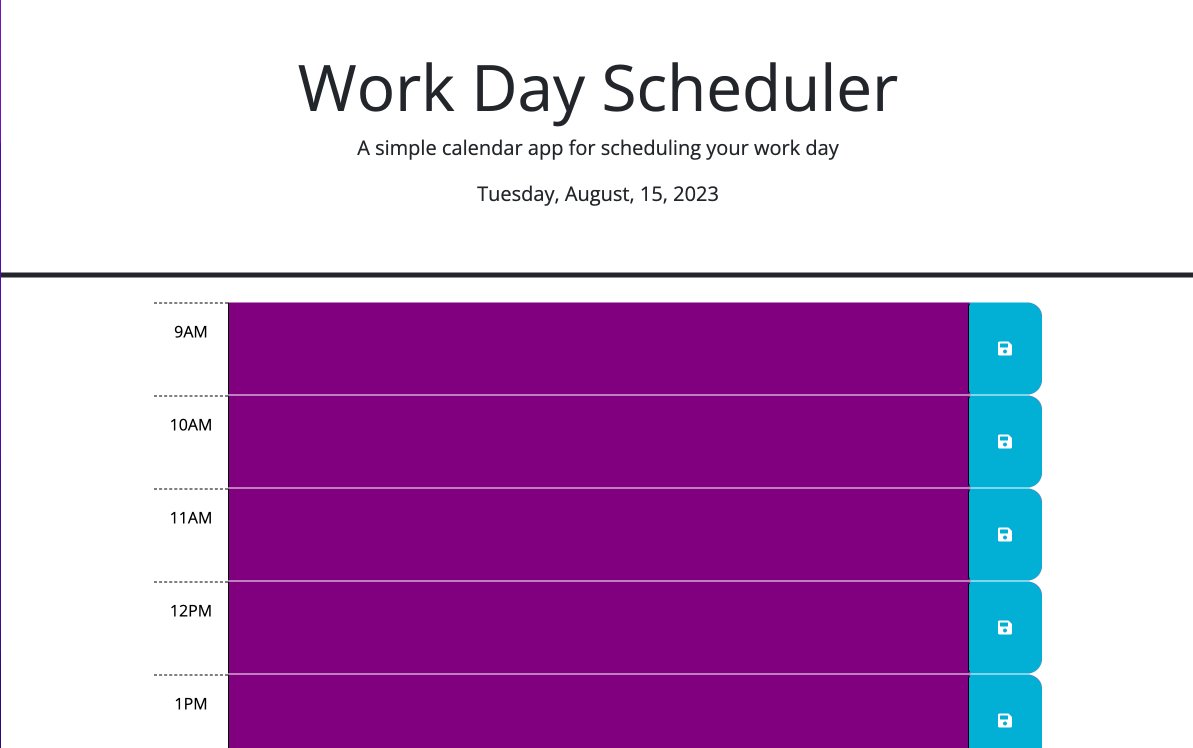 Work Day Scheduler
A simple calendar app for scheduling your work day
Tuesday, August, 15, 2023
9AM
10AM
11AM
12PM
1PM